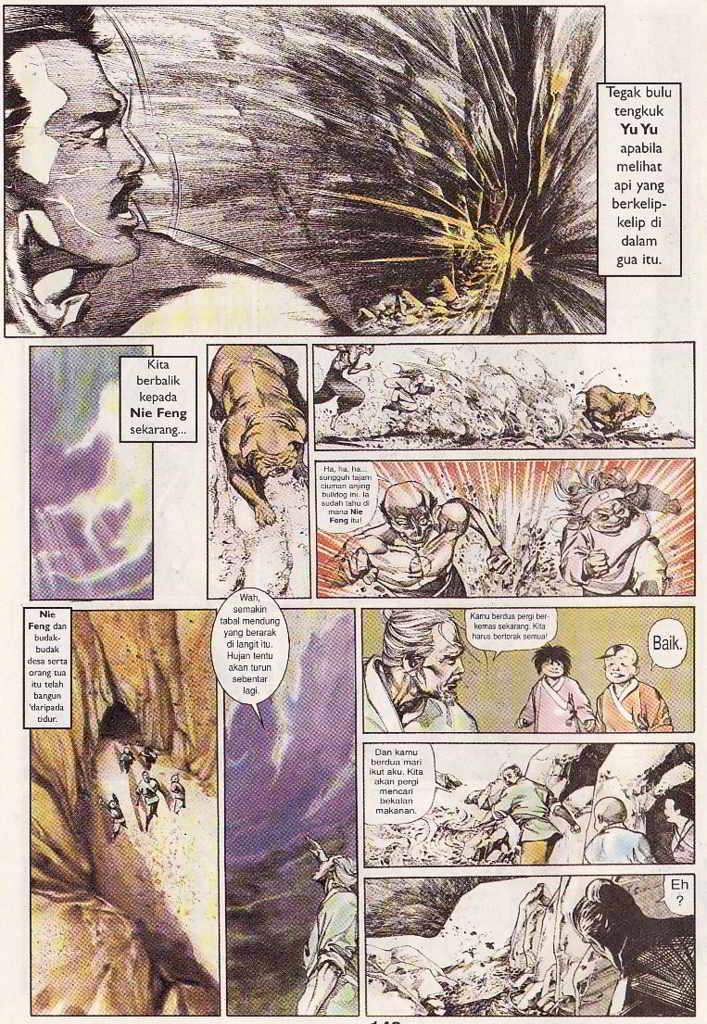 Tegak bulu
tengkuk
Yu Yu
apabila
melihat
api yang
berkelip-
kelip di
dalam
gua itu.
Kita
berbalik
kepada
Nie Feng
sekarang...
Ha, ha, ha...
sungguh tajam
ciuman anjing
bulldog ini. Ia
sudah tahu di
mana Nie
Feng itu!
Nie
Feng dan
budak-
budak
desa serta
orang tua
itu telah
bangun
'daripada
tidur.
Wah,
semakin
tabal mendung
yang berarak
di langit itu.
Hujan tentu
akan turun
sebentar
lagi.
Kamu berdua pergi ber-
kemas sekarang. Kita
harus bertorak semua!
Baik.
Dan kamu
berdua mari
ikut aku. Kita
akan pergi
mencari
bekalan
makanan.
Eh
?